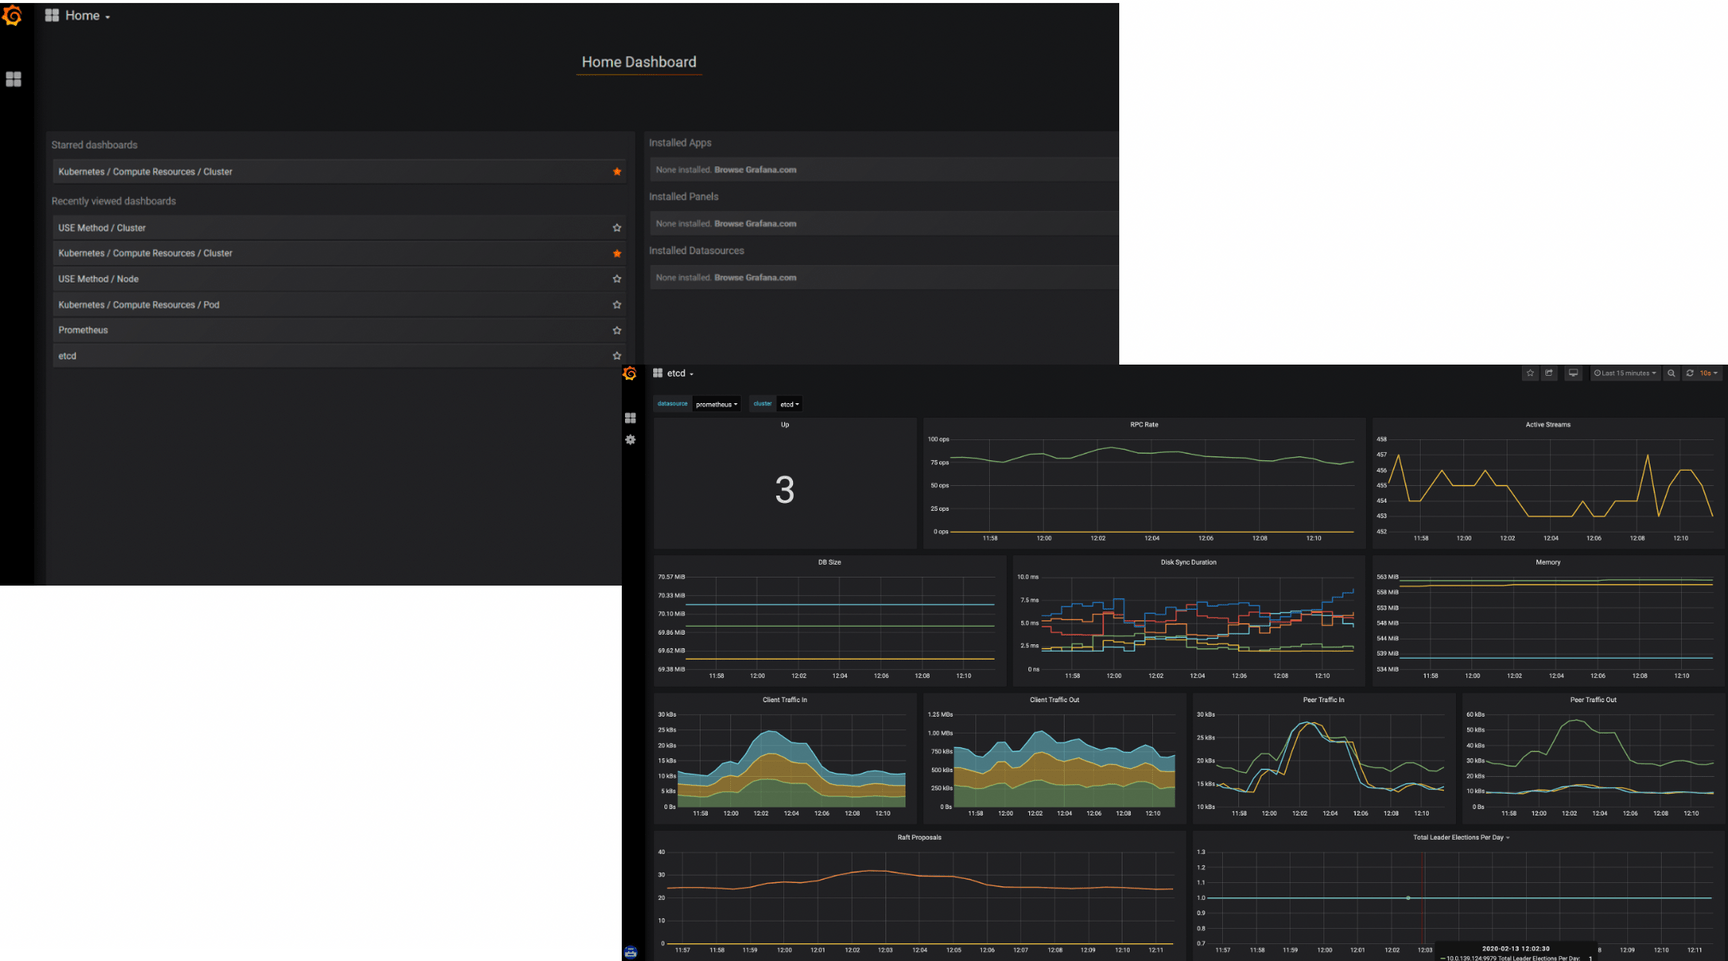 Home
Home Dashboard
Starred dashboards
Kubernetes / Compute Resources / Cluster
Recently viewed dashboards
USE Method / Cluster
Kubernetes / Compute Resources / Cluster
USE Method / Node
Kubernetes / Compute Resources / Pod
Prometheus
etcd
Installed Apps
None installed. Browse Grafana.com
Installed Panels
None installed. Browse Grafana.com
Installed Datasources
None installed. Browse Grafana.com
etcd
Last 15 minutes
10s
datasource prometheus cluster etcd
Up
3
RPC Rate
100 ops
75 ops
50 ops
25 ops
0 ops
11:58 12:00 12:02 12:04 12:06 12:08 12:10
Active Streams
458
457
456
455
454
453
452
11:58 12:00 12:02 12:04 12:06 12:08 12:10
DB Size
70.57 MiB
70.33 MiB
70.10 MiB
69.86 MiB
69.62 MiB
69.38 MiB
11:58 12:00 12:02 12:04 12:06 12:08 12:10
Disk Sync Duration
10.0 ms
7.5 ms
5.0 ms
2.5 ms
0 ns
11:58 12:00 12:02 12:04 12:06 12:08 12:10
Memory
563 MiB
558 MiB
553 MiB
548 MiB
544 MiB
539 MiB
534 MiB
11:58 12:00 12:02 12:04 12:06 12:08 12:10
Client Traffic In
30 kBs
25 kBs
20 kBs
15 kBs
10 kBs
5 kBs
0 Bs
11:58 12:00 12:02 12:04 12:06 12:08 12:10
Client Traffic Out
1.25 MBs
1.00 MBs
750 kBs
500 kBs
250 kBs
0 Bs
11:58 12:00 12:02 12:04 12:06 12:08 12:10
Peer Traffic In
30 kBs
25 kBs
20 kBs
15 kBs
10 kBs
11:58 12:00 12:02 12:04 12:06 12:08 12:10
Peer Traffic Out
60 kBs
50 kBs
40 kBs
30 kBs
20 kBs
10 kBs
0 Bs
11:58 12:00 12:02 12:04 12:06 12:08 12:10
Raft Proposals
40
30
20
10
0
11:57 11:58 11:59 12:00 12:01 12:02 12:03 12:04 12:05 12:06 12:07 12:08 12:09 12:10 12:11
Total Leader Elections Per Day
1.3
1.2
1.1
1.0
0.9
0.8
0.7
11:57 11:58 11:59 12:00 12:01 12:02 12:03 8 12:09 12:10 12:11
2020-02-13 12:02:30
10.0.139.124:9979 Total Leader Elections Per Day: 1